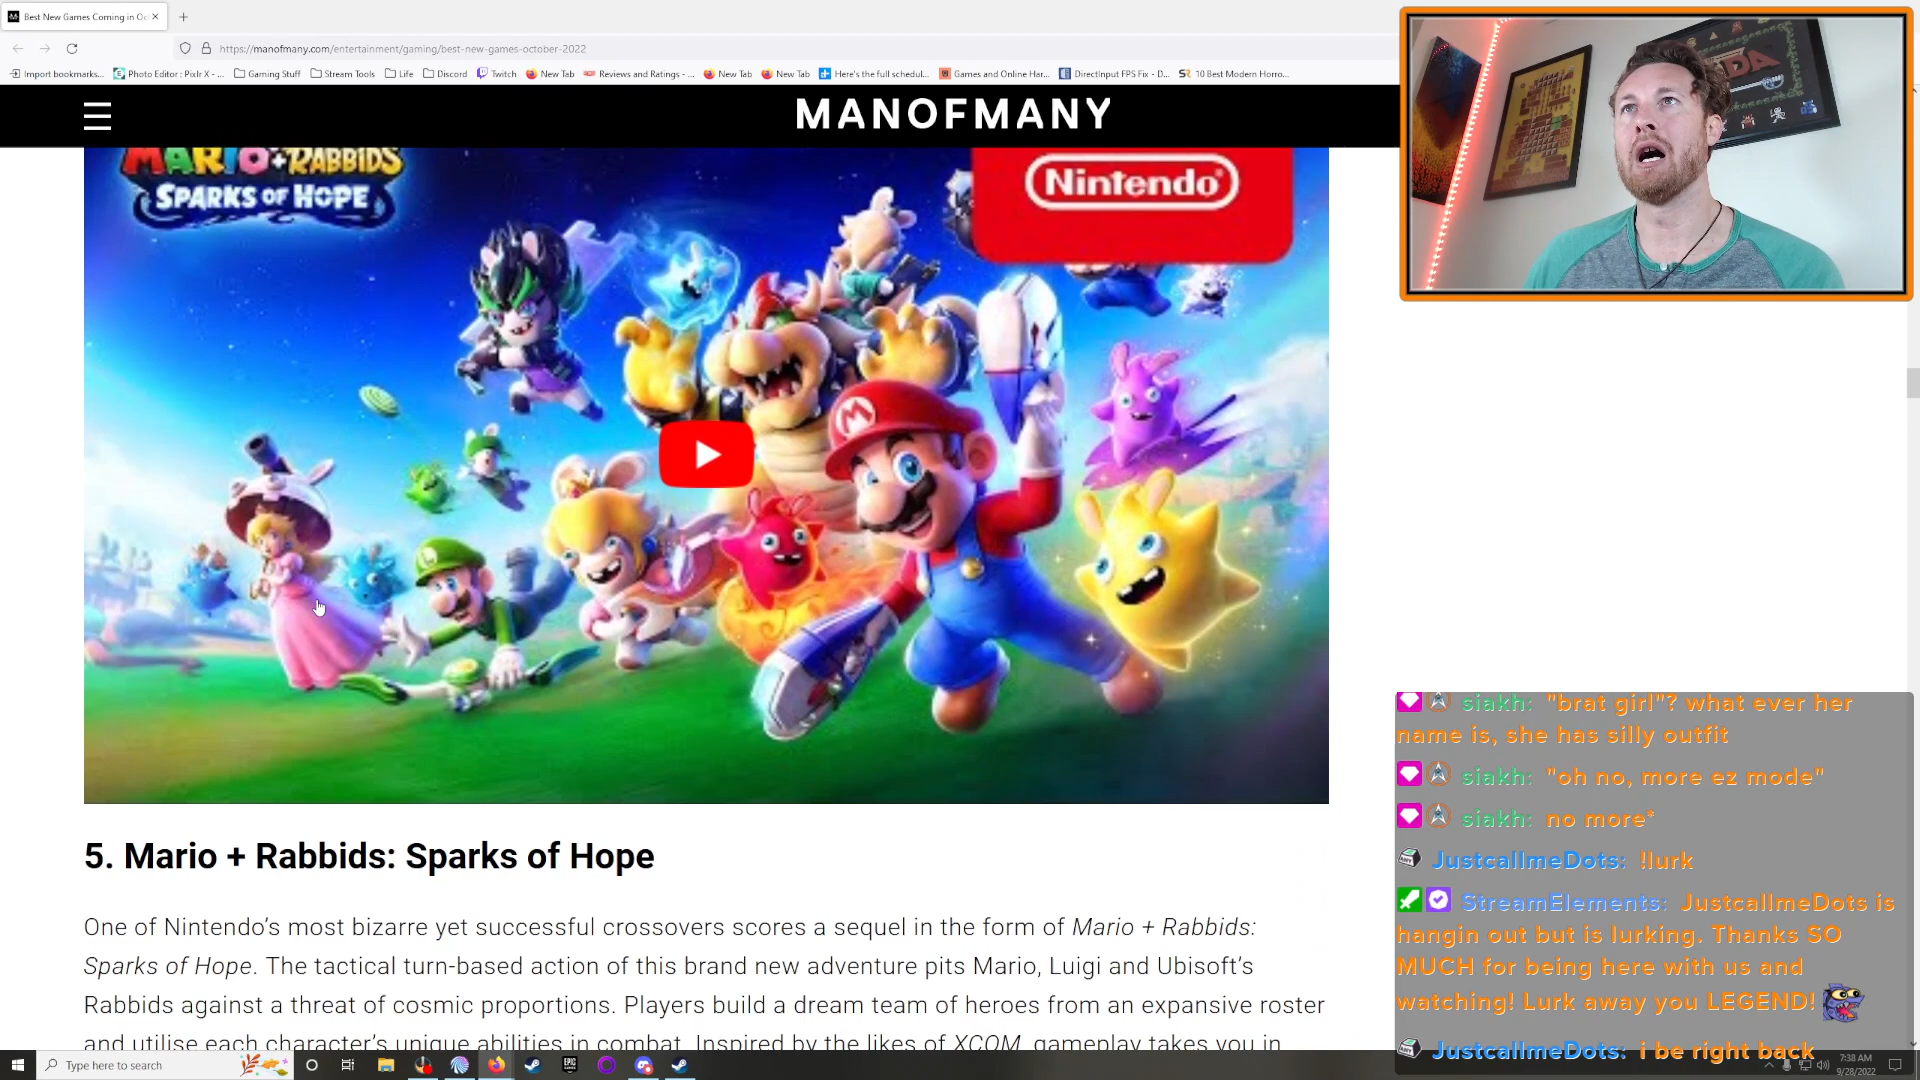 Best New Games Coming in Oc
https://manofmany.com/entertainment/gaming/best-new-games-october-2022
Import bookmarks... Photo Editor : Pixlr X - ... Gaming Stuff Stream Tools Life Discord Twitch New Tab Reviews and Ratings - ... New Tab New Tab Here's the full schedul... Games and Online Har... DirectInput FPS Fix - D... SR 10 Best Modern Horro...
MANOFMANY
MARIO+RABBIDS
SPARKS OF HOPE
Nintendo
M
5. Mario + Rabbids: Sparks of Hope
One of Nintendo's most bizarre yet successful crossovers scores a sequel in the form of Mario + Rabbids:
Sparks of Hope. The tactical turn-based action of this brand new adventure pits Mario, Luigi and Ubisoft's
Rabbids against a threat of cosmic proportions. Players build a dream team of heroes from an expansive roster
and utilise each character's unique abilities in combat. Inspired by the likes of XCOM, gameplay takes you in
siakh: "brat girl"? what ever her
name is, she has silly outfit
siakh: "oh no, more ez mode"
siakh: no more*
JustcallmeDots: !lurk
StreamElements: JustcallmeDots is
hangin out but is lurking. Thanks SO
MUCH for being here with us and
watching! Lurk away you LEGEND!
JustcallmeDots: i be right back
Type here to search
7:38 AM
9/28/2022